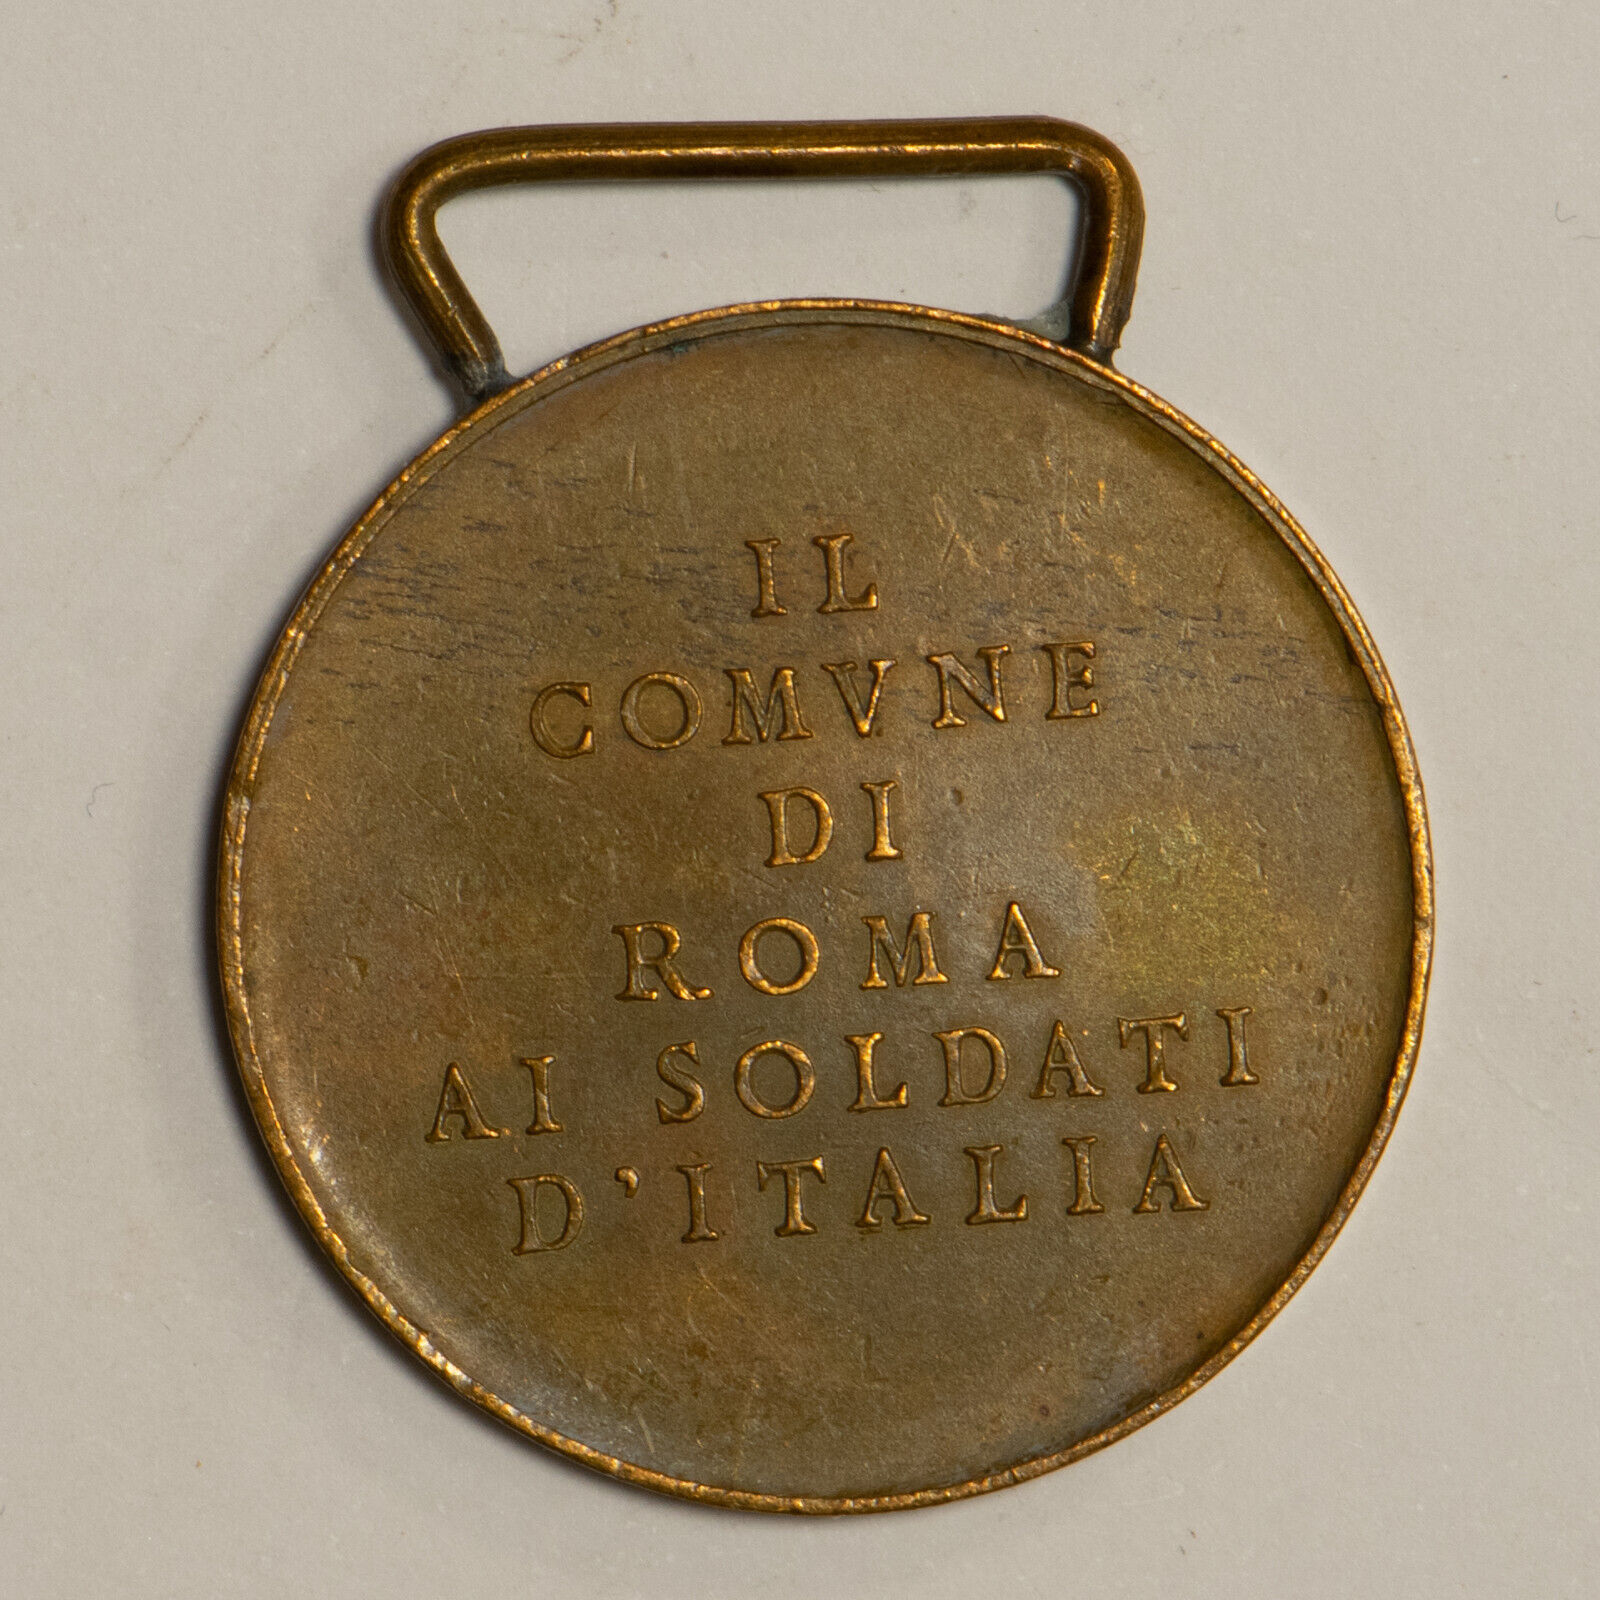 IL
COMVNE
DI
ROMA
AI SOLDATI
D'ITALIA